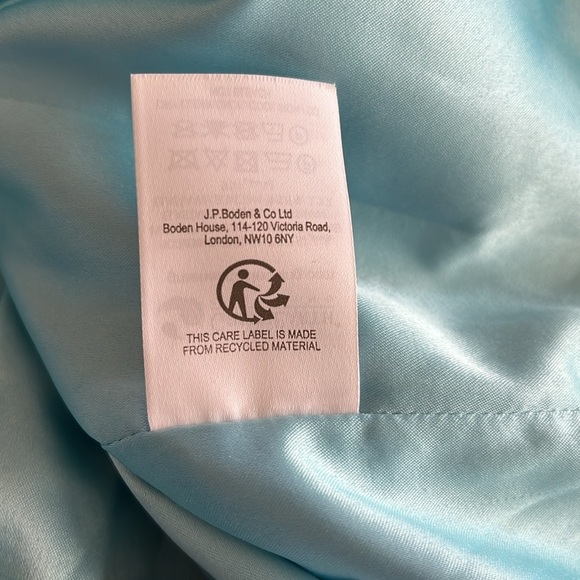 J.P.Boden & Co Ltd
Boden House, 114-120 Victoria Road,
London, NW10 6NY
THIS CARE LABEL IS MADE
FROM RECYCLED MATERIAL